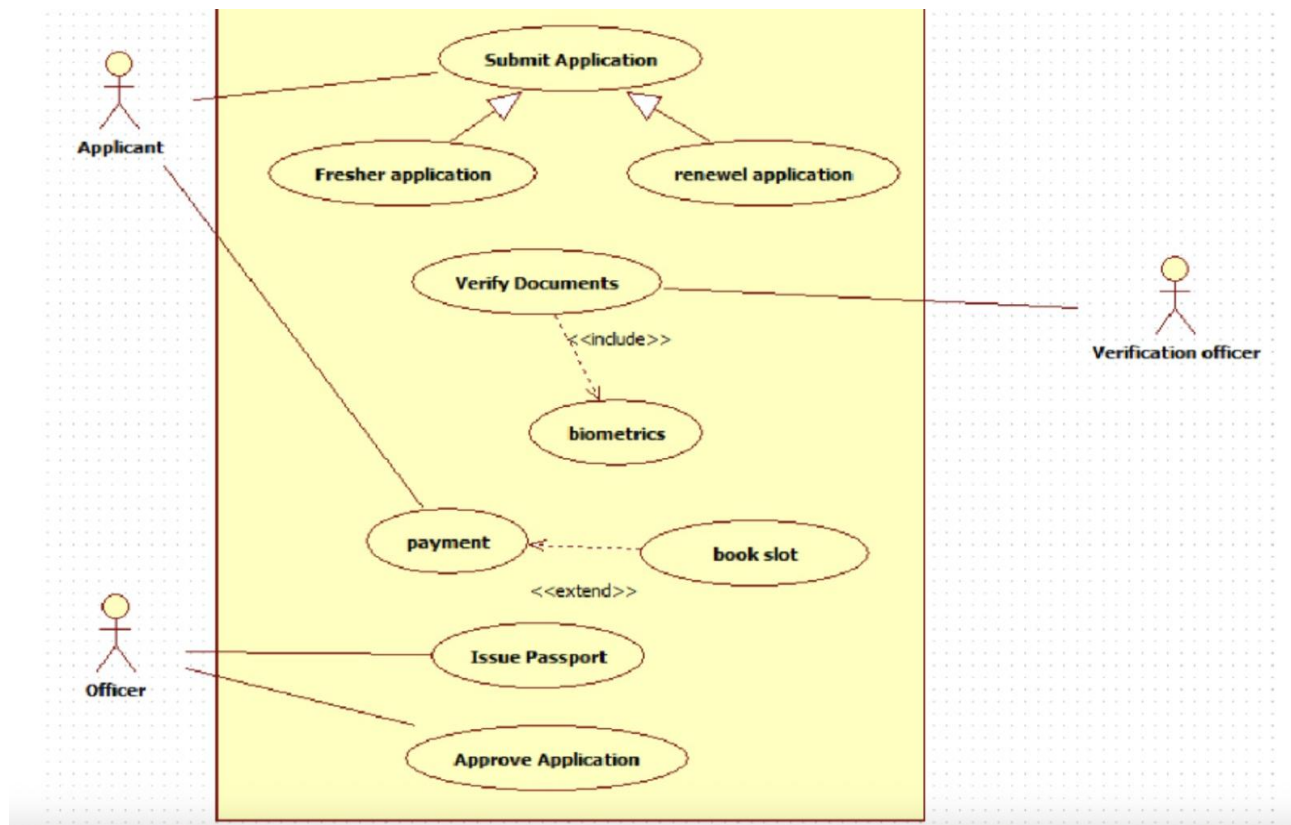 Submit Application
Applicant
Fresher application
renewel application
Verify Documents
<<include>>
Verification officer
biometrics
payment
book slot
<<extend>>
Issue Passport
Officer
Approve Application